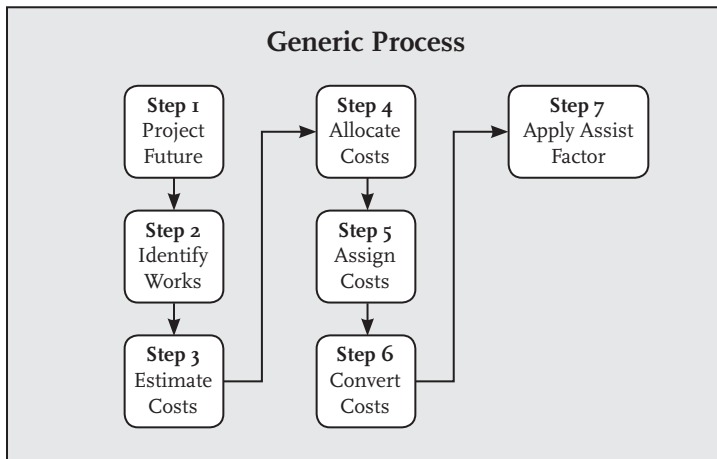 Generic Process
Step 1
Project
Future
Step 2
Identify
Works
Step 3
Estimate
Costs
Step 4
Allocate
Costs
Step 5
Assign
Costs
Step 6
Convert
Costs
Step 7
Apply Assist
Factor